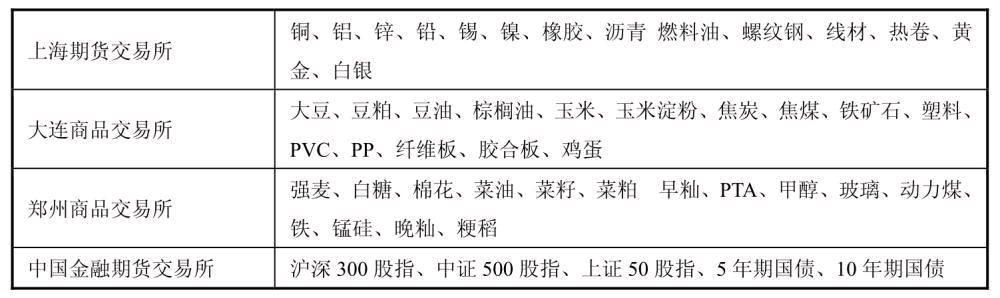 上海期货交易所
铜、铝、锌、铅、锡、镍、橡胶、沥青 燃料油、螺纹钢、线材、热卷、黄
金、白银
大连商品交易所
大豆、豆粕、豆油、棕榈油、玉米、玉米淀粉、焦炭、焦煤、铁矿石、塑料、
PVC、PP、纤维板、胶合板、鸡蛋
郑州商品交易所
强麦、白糖、棉花、菜油、菜籽、菜粕 早籼、PTA、甲醇、玻璃、动力煤、
铁、锰硅、晚籼、粳稻
中国金融期货交易所
沪深 300 股指、中证 500 股指、上证 50 股指、5 年期国债、10 年期国债